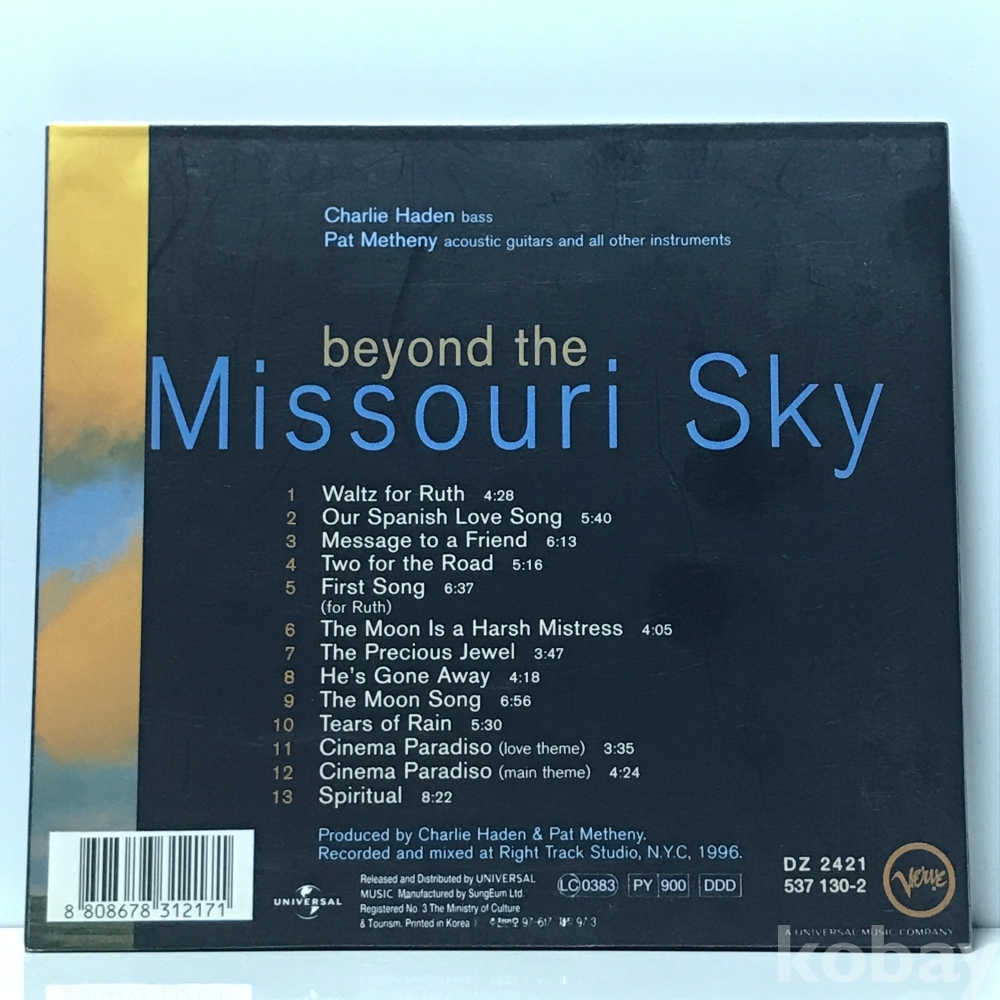 Charlie Haden bass
Pat Metheny acoustic guitars and all other instruments
beyond the
Missouri Sky
1 Waltz for Ruth 4:28
2 Our Spanish Love Song 5:40
3 Message to a Friend 6:13
4 Two for the Road 5:16
5 First Song 6:37
(for Ruth)
6 The Moon Is a Harsh Mistress 4:05
7 The Precious Jewel 3:47
8 He's Gone Away 4:18
9 The Moon Song 6:56
10 Tears of Rain 5:30
11 Cinema Paradiso (love theme) 3:35
12 Cinema Paradiso (main theme) 4:24
13 Spiritual 8:22
Produced by Charlie Haden & Pat Metheny.
Recorded and mixed at Right Track Studio, N.Y.C, 1996.
8 808678 312171
UNIVERSAL
Released and Distributed by UNIVERSAL
MUSIC Manufactured by SungEum Ltd
Registered No 3 The Ministry of Culture
& Tourism. Printed in Korea
LC 0383 PY 900 DDD
DZ 2421
537 130-2
Verve
A UNIVERSAL MUSIC COMPANY
kobay